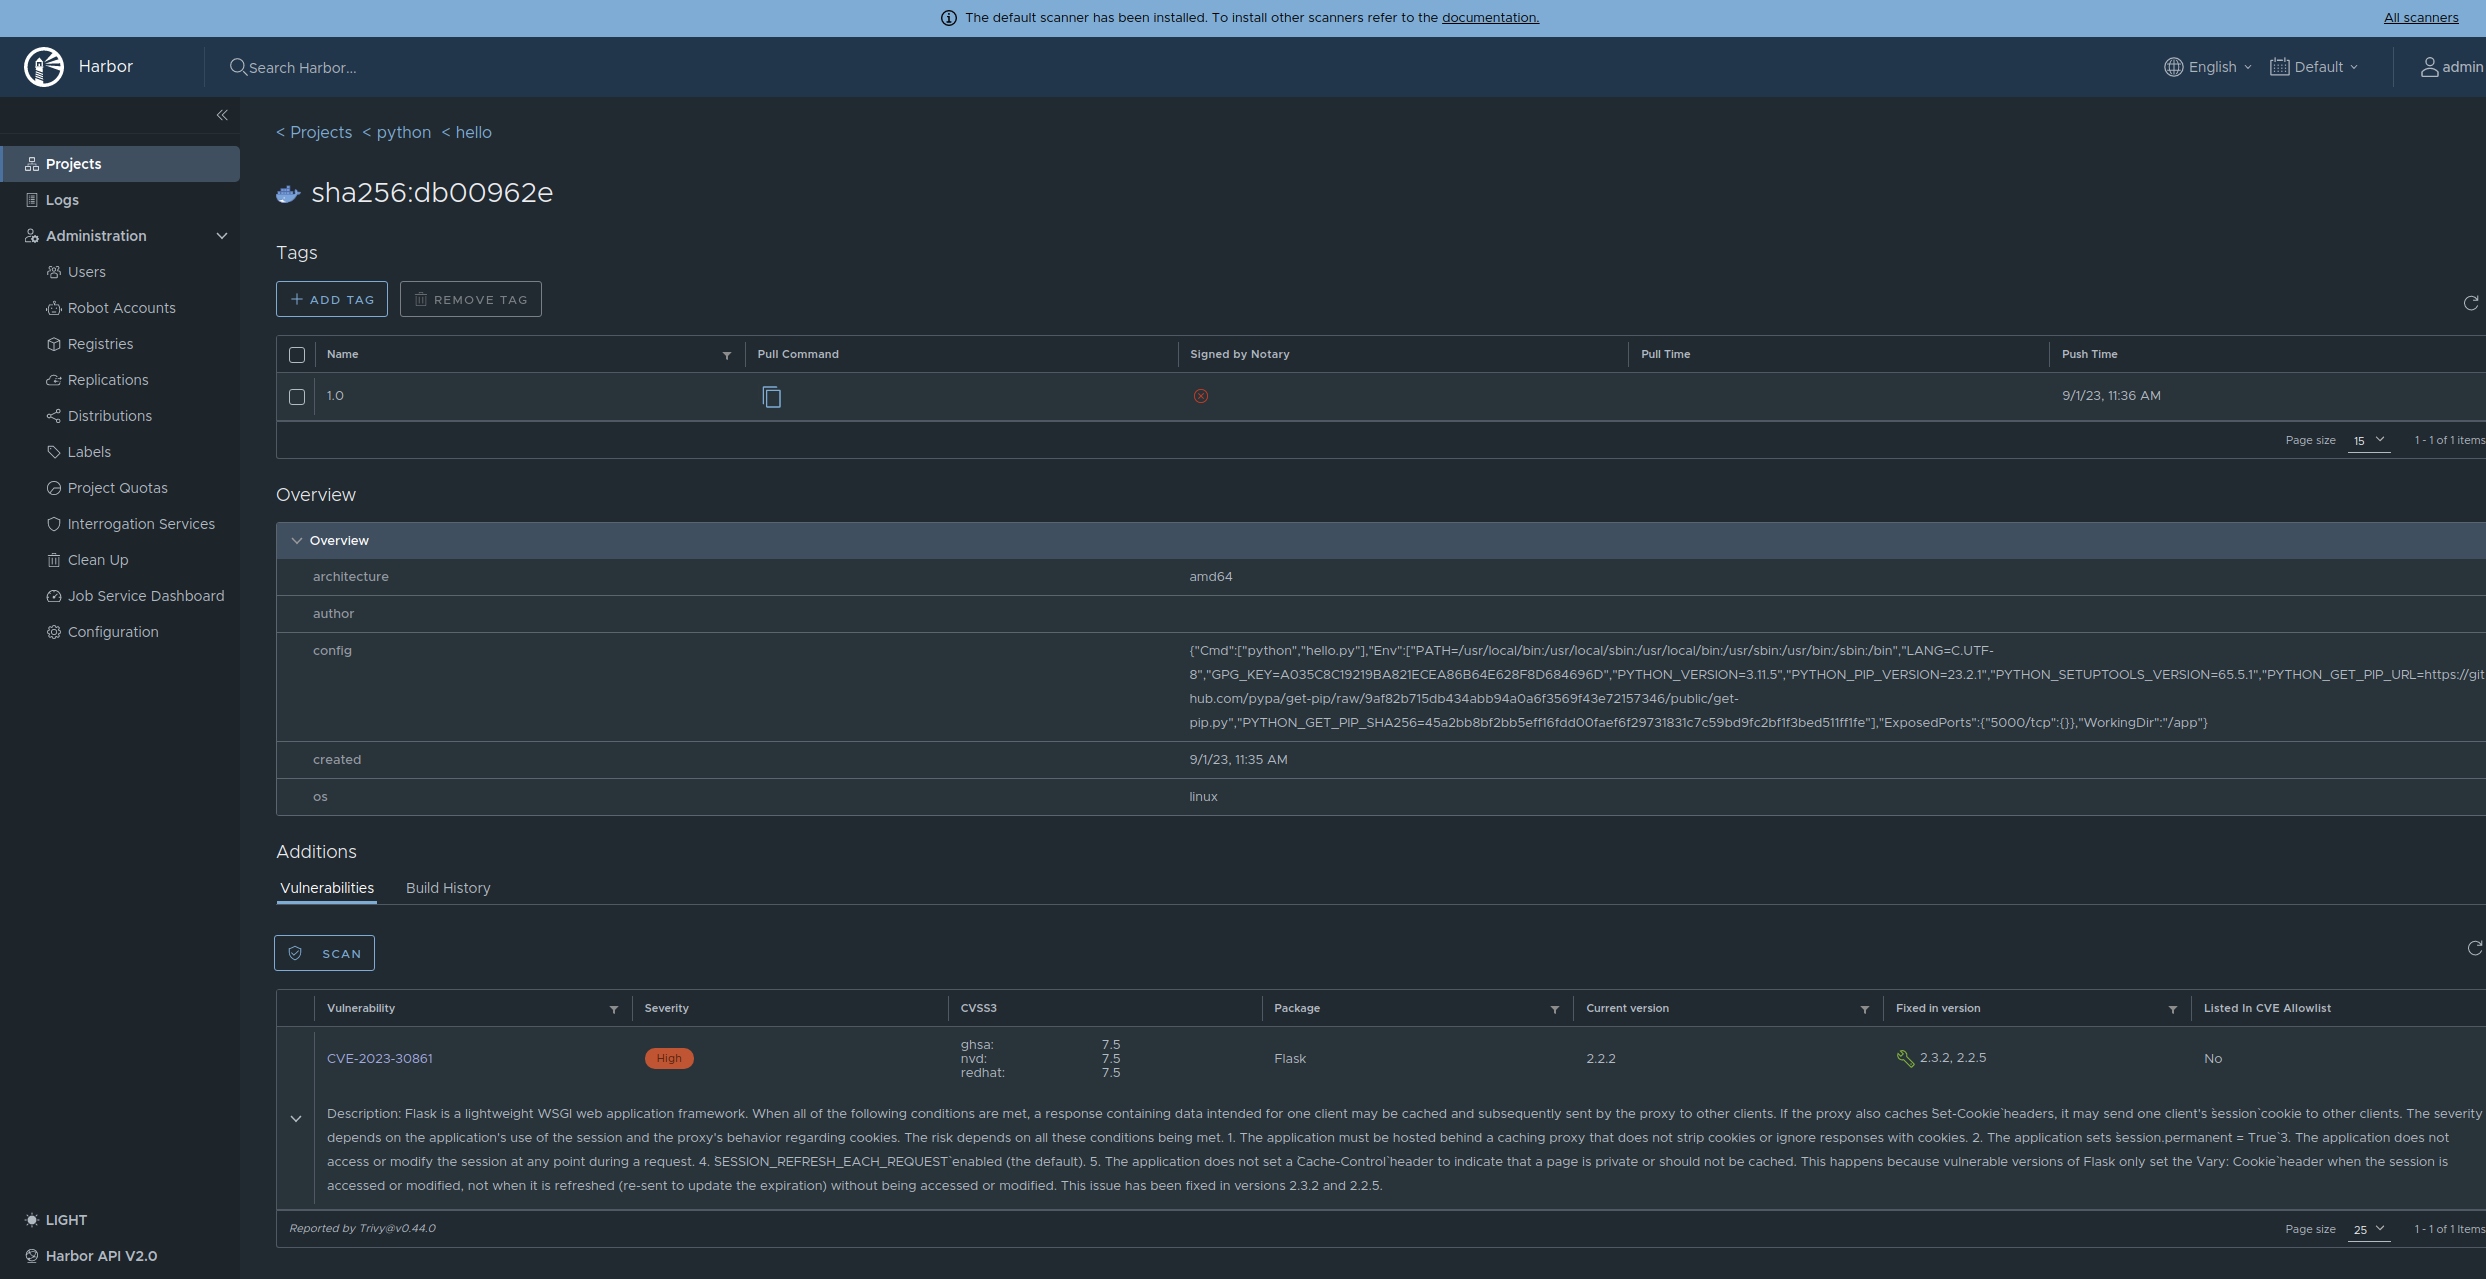 The default scanner has been installed. To install other scanners refer to the documentation.
All scanners
Harbor
Search Harbor...
English
Default
admin
< Projects < python < hello
Projects
Logs
Administration
Users
Robot Accounts
Registries
Replications
Distributions
Labels
Project Quotas
Interrogation Services
Clean Up
Job Service Dashboard
Configuration
LIGHT
Harbor API V2.0
sha256:db00962e
Tags
ADD TAG
REMOVE TAG
Name Pull Command Signed by Notary Pull Time Push Time
1.0 9/1/23, 11:36 AM
Page size 15 1 - 1 of 1 items
Overview
Overview
architecture amd64
author
config
{"Cmd":["python","hello.py"],"Env":["PATH=/usr/local/bin:/usr/local/sbin:/usr/local/bin:/usr/sbin:/usr/bin:/sbin:/bin","LANG=C.UTF-
8","GPG_KEY=A035C8C19219BA821ECEA86B64E628F8D684696D","PYTHON_VERSION=3.11.5","PYTHON_PIP_VERSION=23.2.1","PYTHON_SETUPTOOLS_VERSION=65.5.1","PYTHON_GET_PIP_URL=https://git
hub.com/pypa/get-pip/raw/9af82b715db434abb94a0a6f3569f43e72157346/public/get-
pip.py","PYTHON_GET_PIP_SHA256=45a2bb8bf2bb5eff16fdd00faef6f29731831c7c59bd9fc2bf1f3bed511ff1fe"],"ExposedPorts":{"5000/tcp":{}},"WorkingDir":"/app"}
created 9/1/23, 11:35 AM
os linux
Additions
Vulnerabilities Build History
SCAN
Vulnerability Severity CVSS3 Package Current version Fixed in version Listed In CVE Allowlist
CVE-2023-30861 High ghsa: 7.5 Flask 2.2.2 2.3.2, 2.2.5 No
nvd: 7.5
redhat: 7.5
Description: Flask is a lightweight WSGI web application framework. When all of the following conditions are met, a response containing data intended for one client may be cached and subsequently sent by the proxy to other clients. If the proxy also caches `Set-Cookie` headers, it may send one client's `session` cookie to other clients. The severity
depends on the application's use of the session and the proxy's behavior regarding cookies. The risk depends on all these conditions being met. 1. The application must be hosted behind a caching proxy that does not strip cookies or ignore responses with cookies. 2. The application sets `session.permanent = True` 3. The application does not
access or modify the session at any point during a request. 4. `SESSION_REFRESH_EACH_REQUEST` enabled (the default). 5. The application does not set a `Cache-Control` header to indicate that a page is private or should not be cached. This happens because vulnerable versions of Flask only set the `Vary: Cookie` header when the session is
accessed or modified, not when it is refreshed (re-sent to update the expiration) without being accessed or modified. This issue has been fixed in versions 2.3.2 and 2.2.5.
Reported by Trivy@v0.44.0
Page size 25 1 - 1 of 1 Items